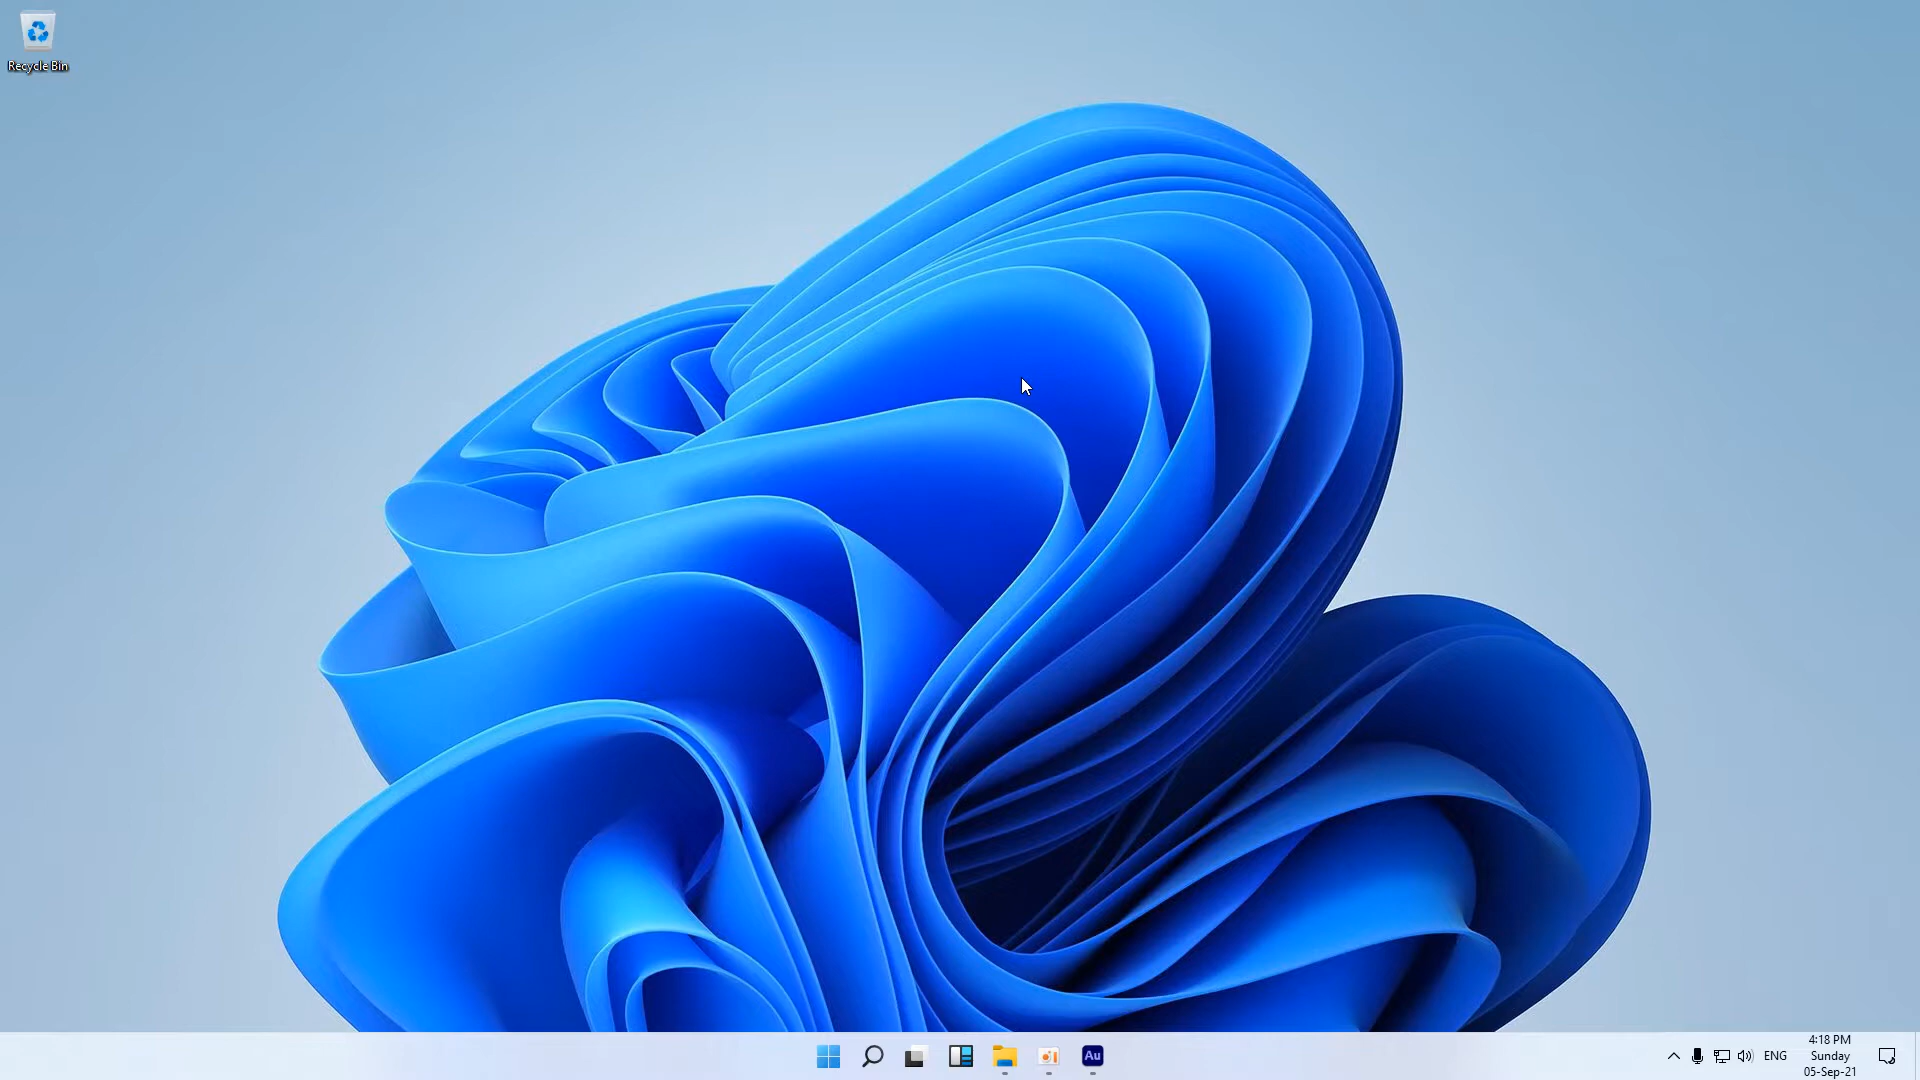 Recycle Bin
Au
ENG
4:18 PM
Sunday
05-Sep-21